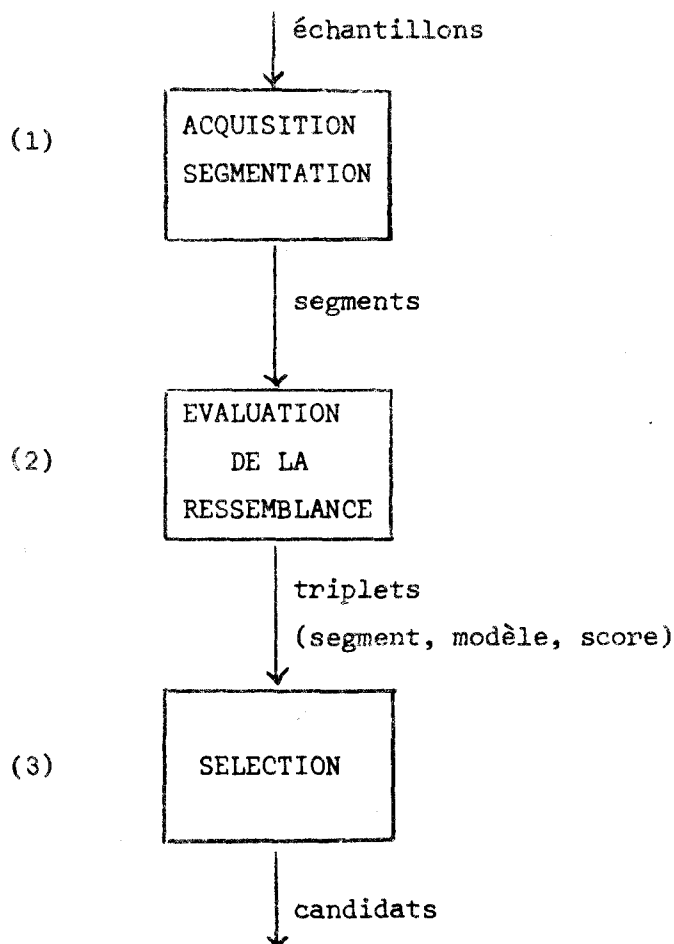 échantillons
(1)
ACQUISITION
SEGMENTATION
segments
(2)
EVALUATION
DE LA
RESSEMBLANCE
triplets
(segment, modèle, score)
(3)
SELECTION
candidats